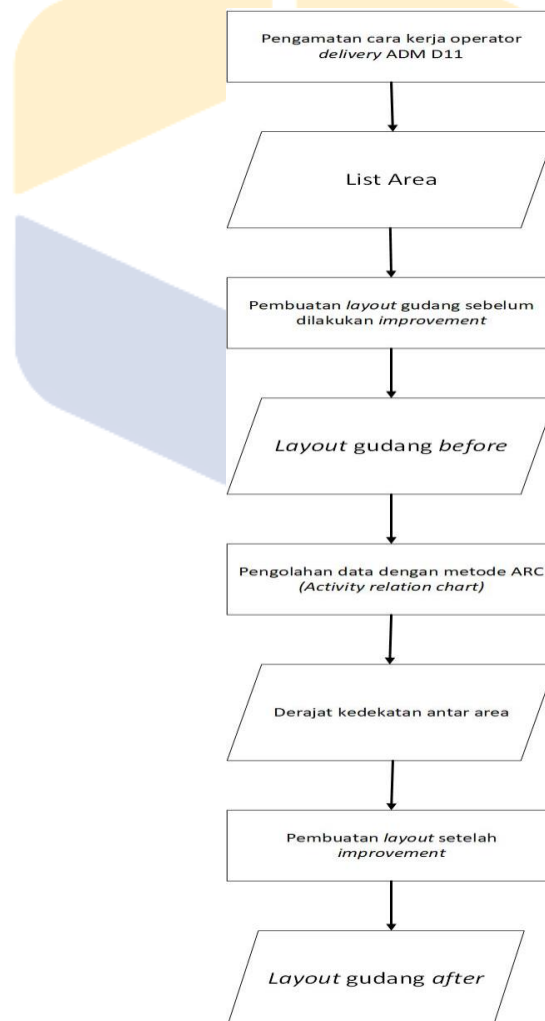 Pengamatan cara kerja operator
delivery ADM D11
List Area
Pembuatan layout gudang sebelum
dilakukan improvement
Layout gudang before
Pengolahan data dengan metode ARC
(Activity relation chart)
Derajat kedekatan antar area
Pembuatan layout setelah
improvement
Layout gudang after